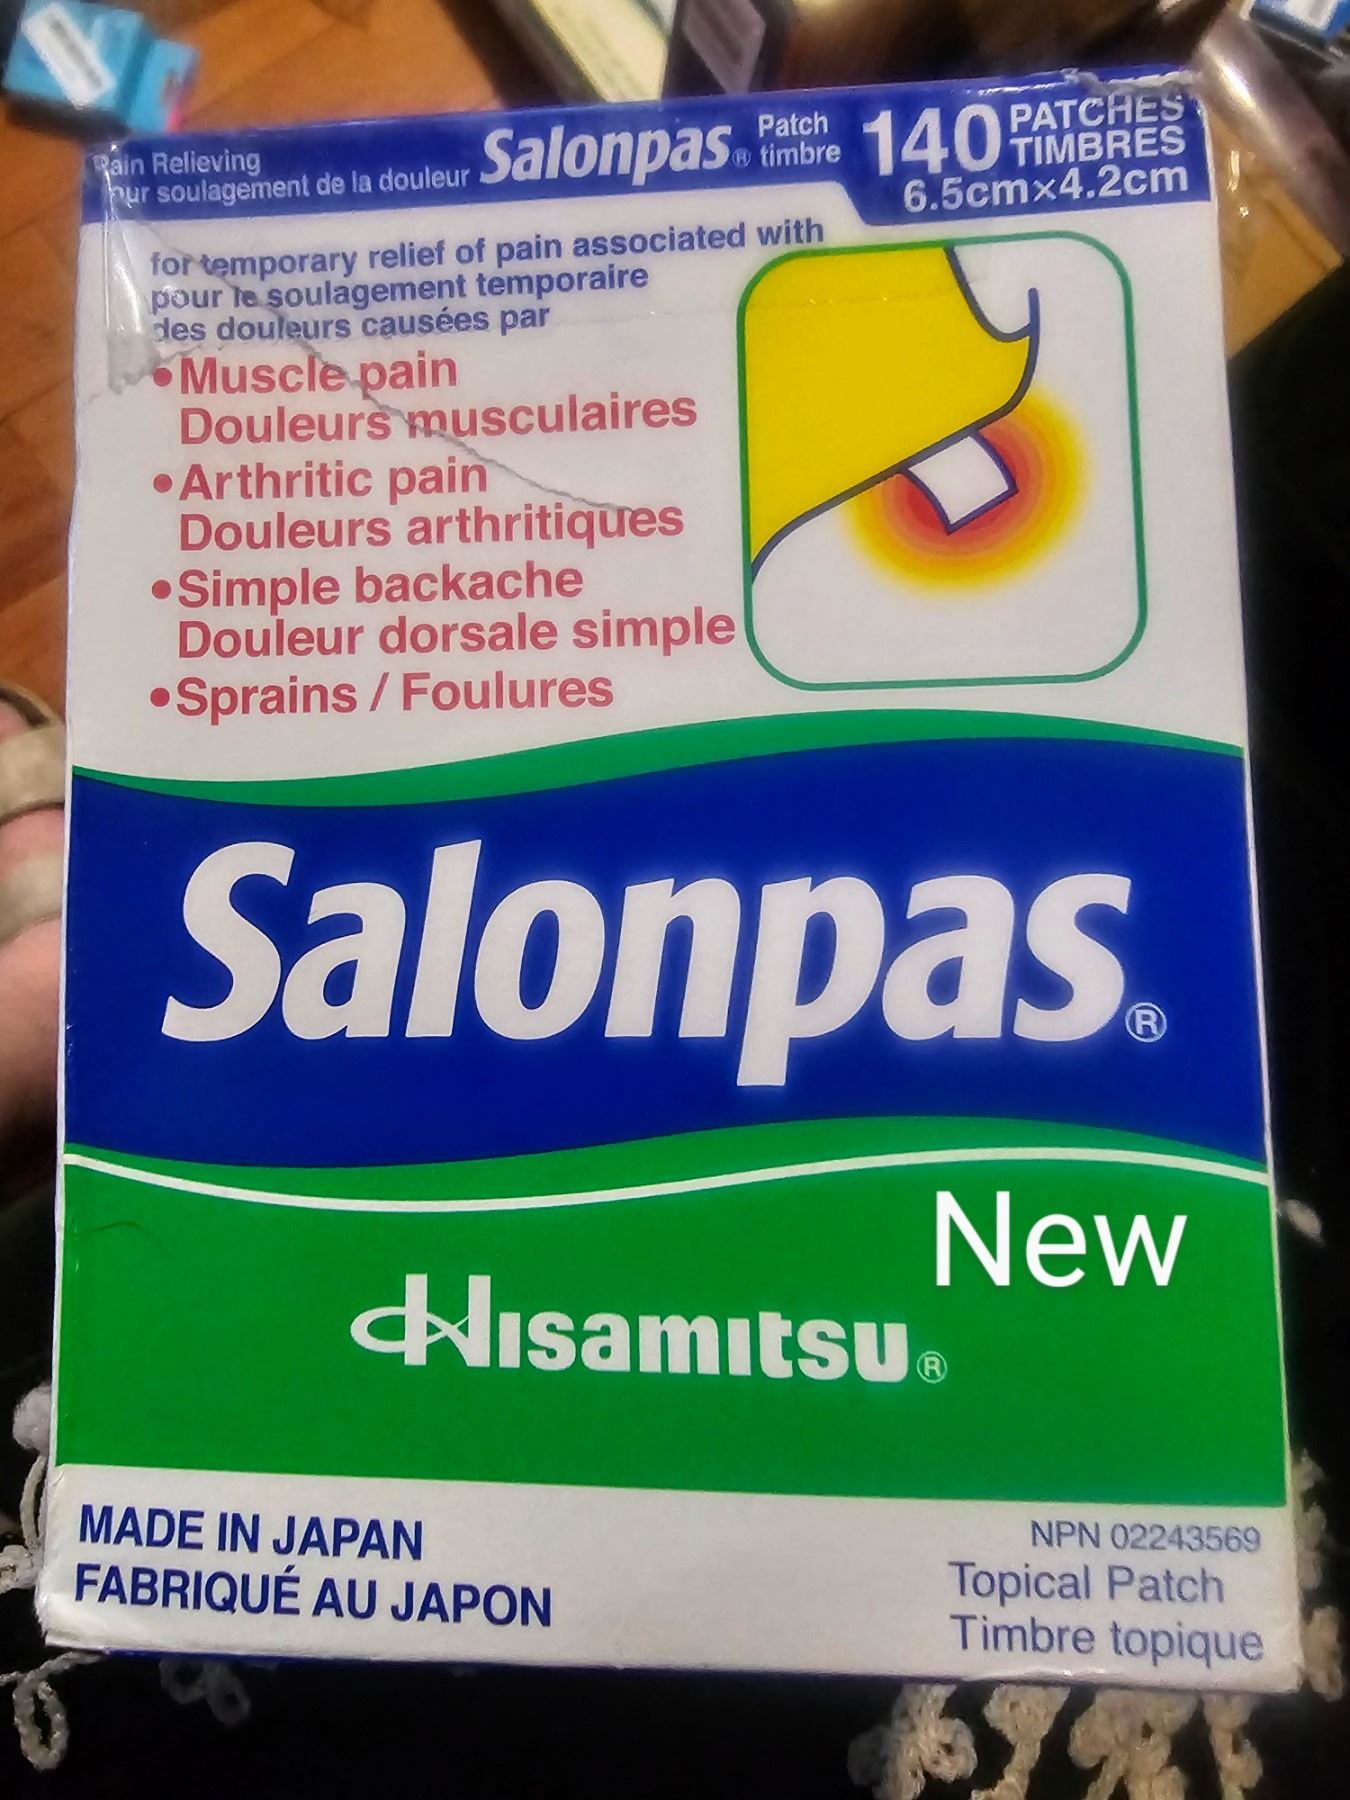 Pain Relieving
pour soulagement de la douleur
Salonpas® Patch
timbre
140 PATCHES
TIMBRES
6.5cm×4.2cm
for temporary relief of pain associated with
pour le soulagement temporaire
des douleurs causées par
•Muscle pain
Douleurs musculaires
•Arthritic pain
Douleurs arthritiques
•Simple backache
Douleur dorsale simple
•Sprains / Foulures
Salonpas®
New
Hisamitsu®
MADE IN JAPAN
FABRIQUÉ AU JAPON
NPN 02243569
Topical Patch
Timbre topique